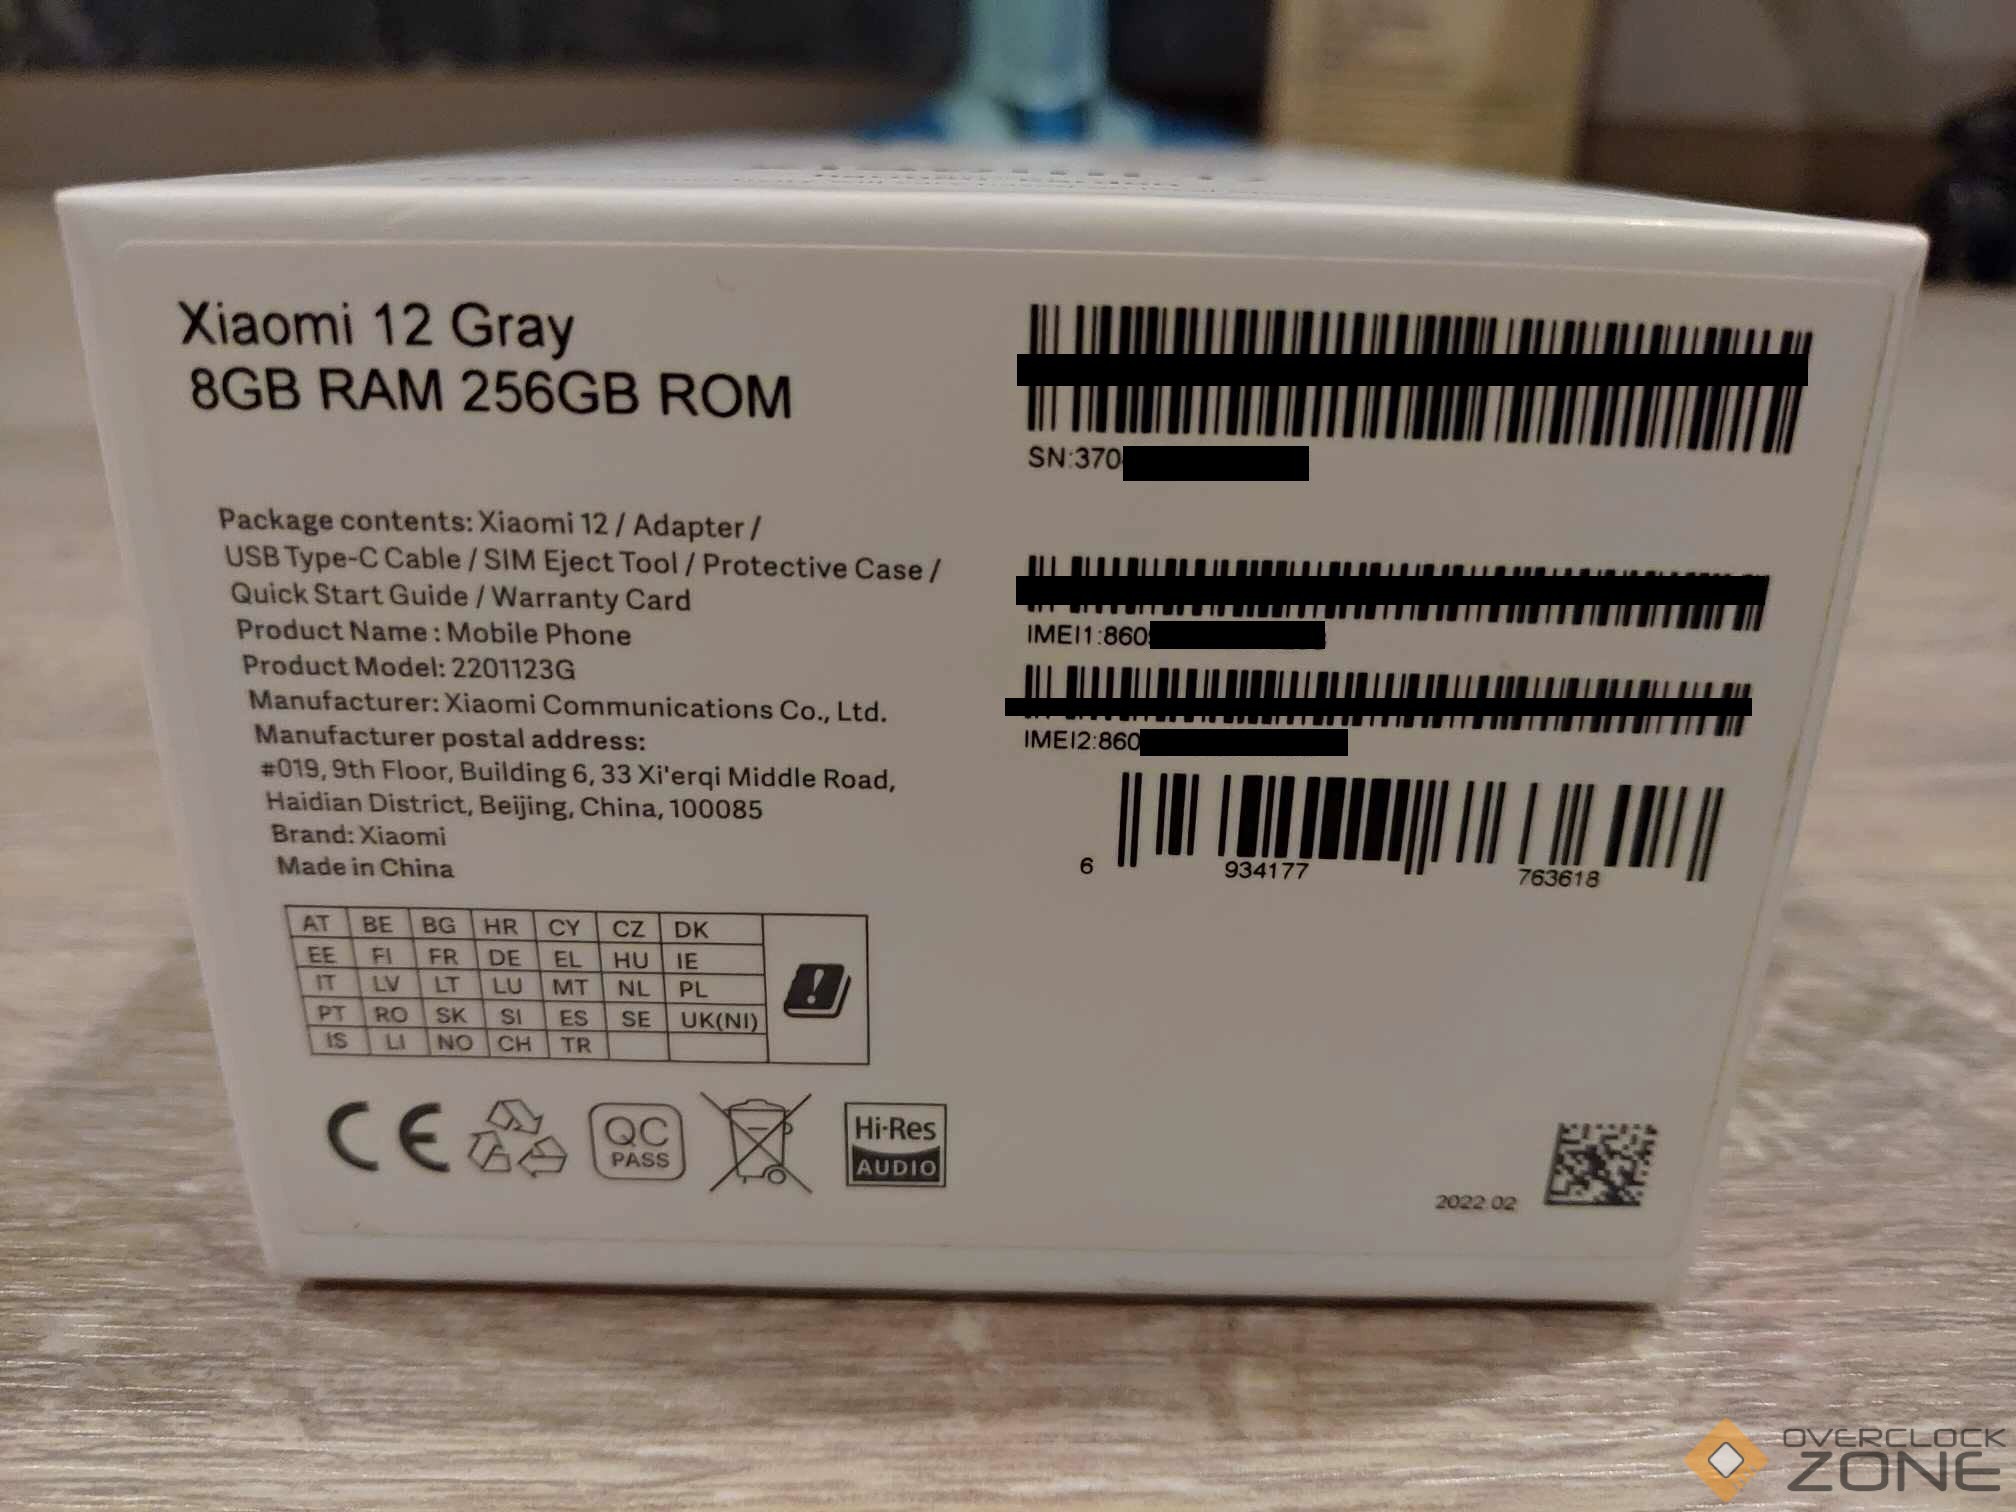 Xiaomi 12 Gray
8GB RAM 256GB ROM
Package contents: Xiaomi 12 / Adapter /
USB Type-C Cable / SIM Eject Tool / Protective Case /
Quick Start Guide / Warranty Card
Product Name : Mobile Phone
Product Model: 2201123G
Manufacturer: Xiaomi Communications Co., Ltd.
Manufacturer postal address:
#019, 9th Floor, Building 6, 33 Xi'erqi Middle Road,
Haidian District, Beijing, China, 100085
Brand: Xiaomi
Made in China
AT BE BG HR CY CZ DK
EE FI FR DE EL HU IE
IT LV LT LU MT NL PL
PT RO SK SI ES SE UK(NI)
IS LI NO CH TR
CE
QC
PASS
Hi-Res
AUDIO
SN:370
IMEI1:860
IMEI2:860
6 934177 763618
2022.02
OVERCLOCK
ZONE